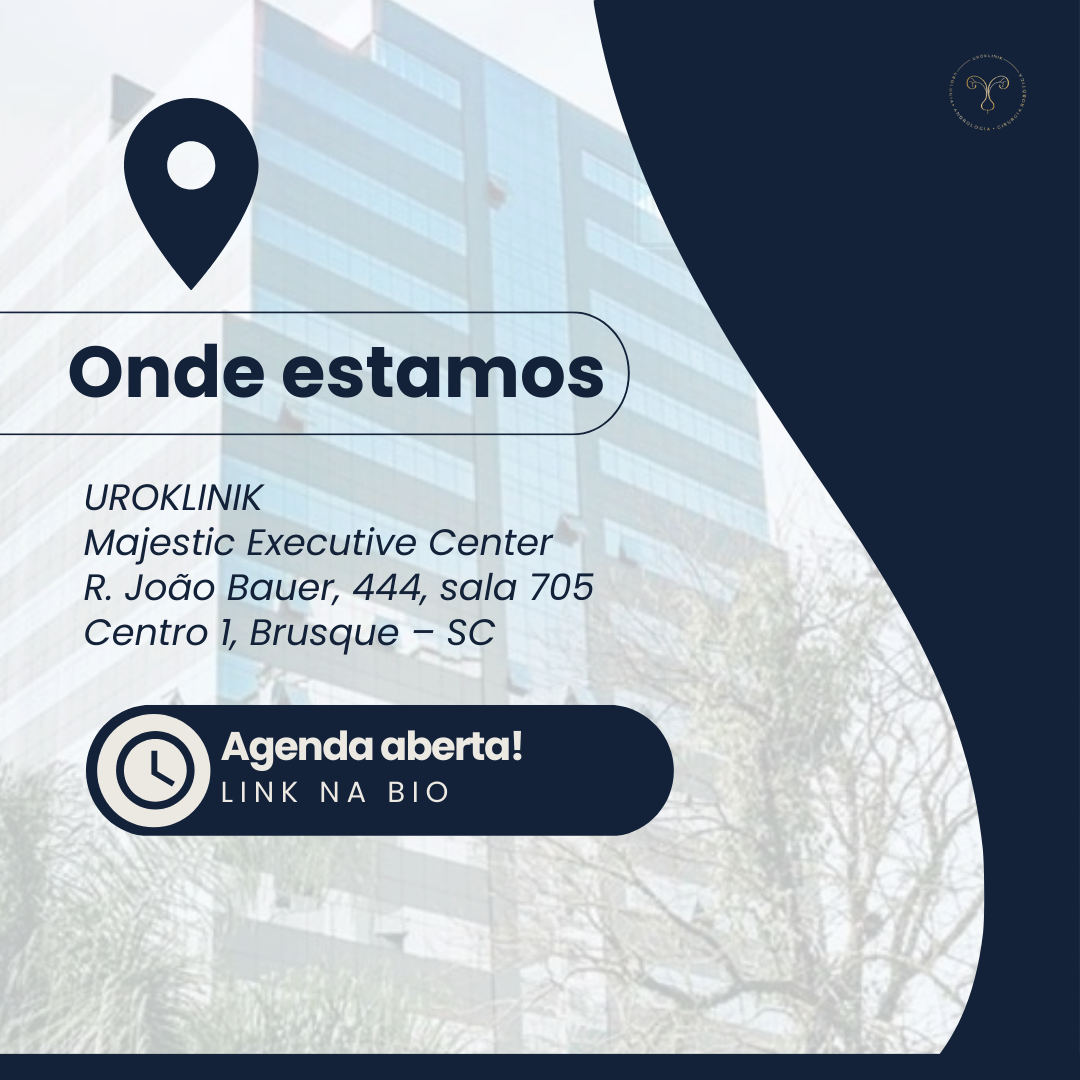 UROKLINIK
ANDROLOGIA • CIRURGIA
Onde estamos
UROKLINIK
Majestic Executive Center
R. João Bauer, 444, sala 705
Centro 1, Brusque – SC
Agenda aberta!
LINK NA BIO